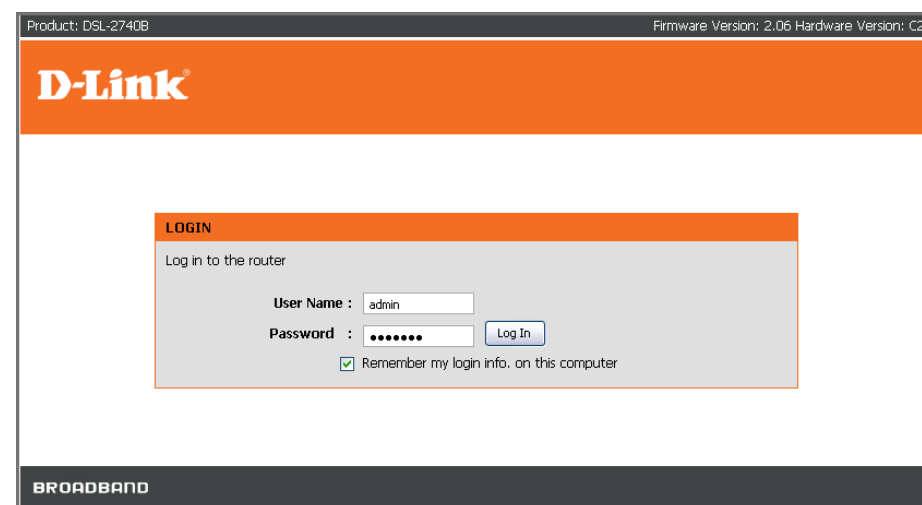 Product: DSL-2740B Firmware Version: 2.06 Hardware Version: C2
D-Link®
LOGIN
Log in to the router
User Name : admin
Password : ●●●●●●● Log In
Remember my login info. on this computer
BROADBAND